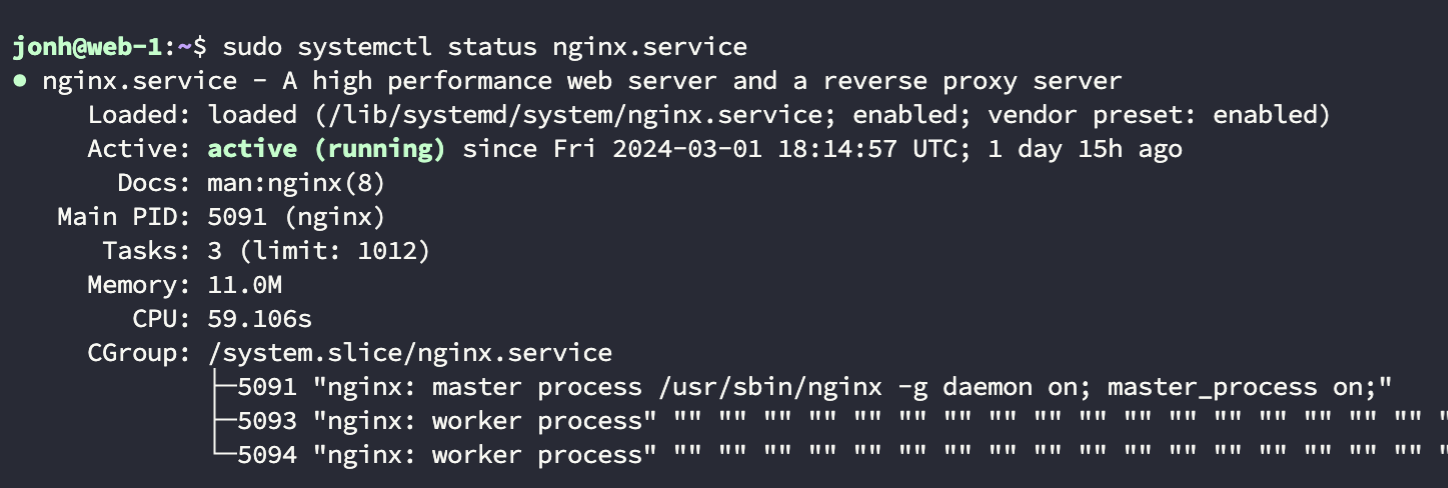 jonh@web-1:~$ sudo systemctl status nginx.service
● nginx.service - A high performance web server and a reverse proxy server
Loaded: loaded (/lib/systemd/system/nginx.service; enabled; vendor preset: enabled)
Active: active (running) since Fri 2024-03-01 18:14:57 UTC; 1 day 15h ago
Docs: man:nginx(8)
Main PID: 5091 (nginx)
Tasks: 3 (limit: 1012)
Memory: 11.0M
CPU: 59.106s
CGroup: /system.slice/nginx.service
├─5091 "nginx: master process /usr/sbin/nginx -g daemon on; master_process on;"
├─5093 "nginx: worker process" "" "" "" "" "" "" "" "" "" "" "" "" "" "" "" "" "" "
└─5094 "nginx: worker process" "" "" "" "" "" "" "" "" "" "" "" "" "" "" "" "" "" "